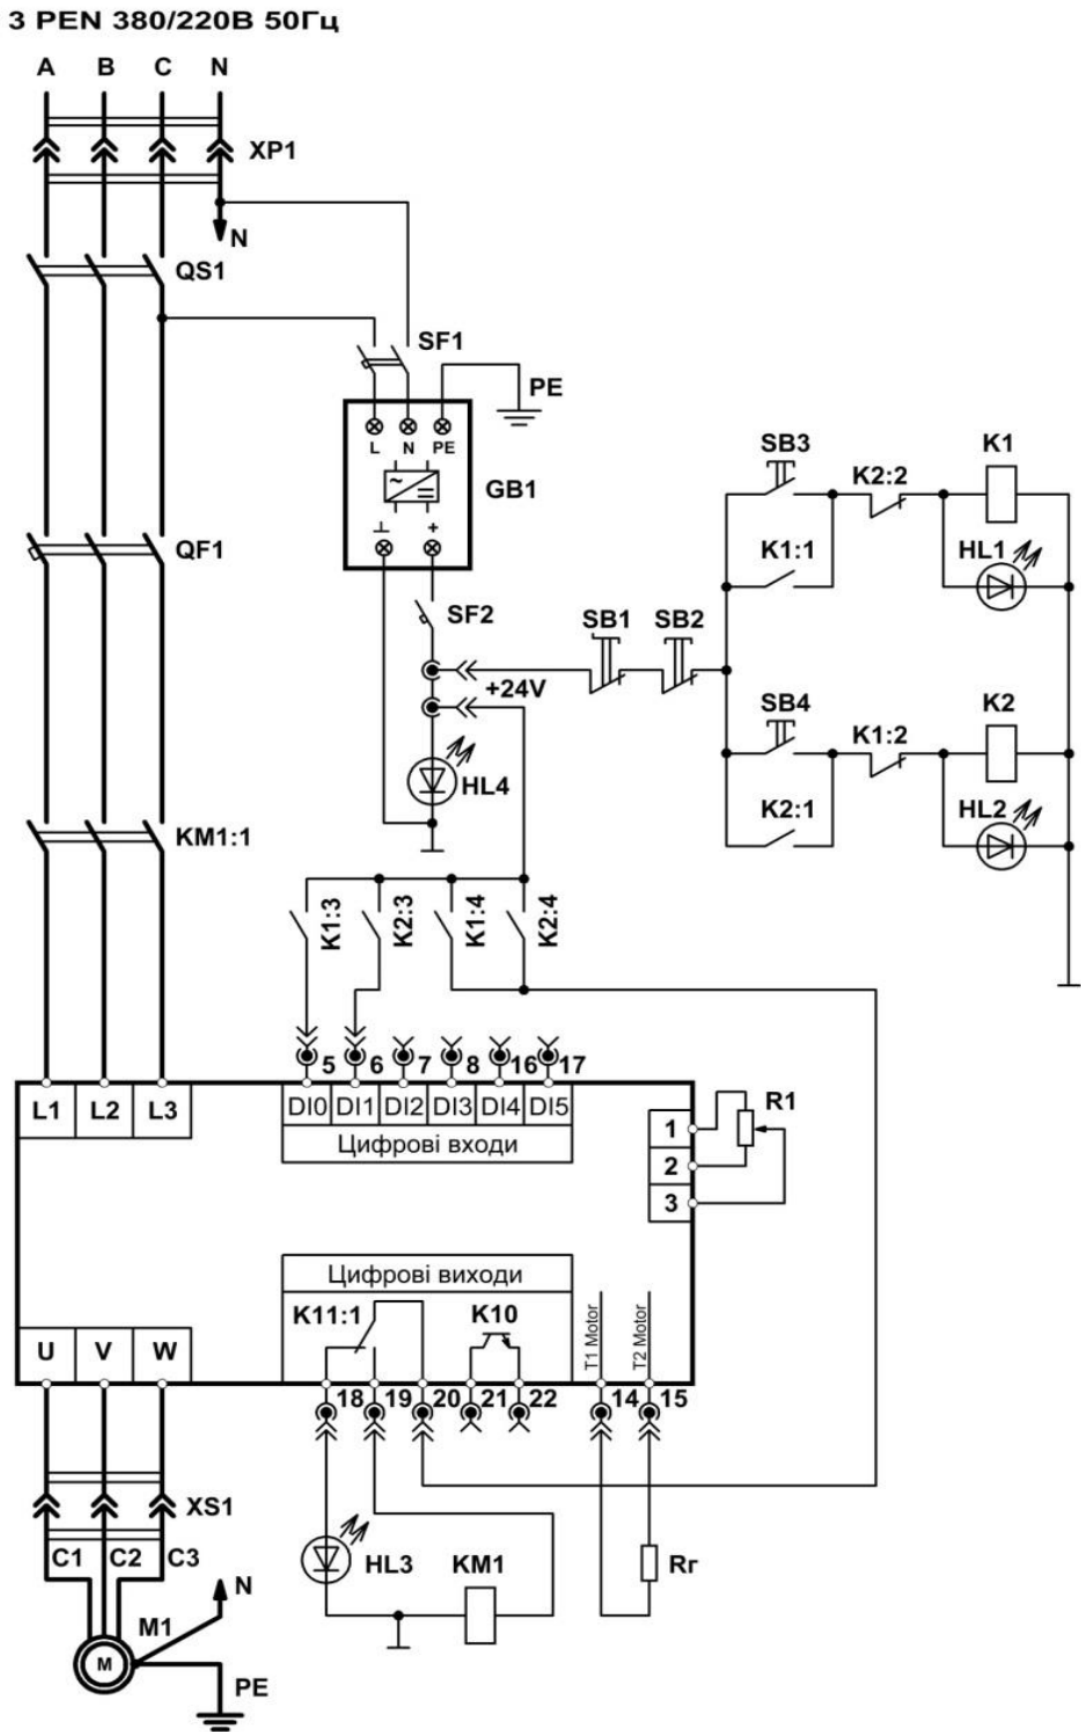 3 PEN 380/220В 50Гц
A B C N
XP1
N
QS1
SF1
PE
L N PE
GB1
~ =
⊥ +
QF1
SF2
SB1 SB2
+24V
HL4
SB3 K2:2 K1
K1:1 HL1
SB4 K1:2 K2
K2:1 HL2
KM1:1
K1:3 K2:3 K1:4 K2:4
5 6 7 8 16 17
L1 L2 L3
DI0 DI1 DI2 DI3 DI4 DI5
Цифрові входи
1
2
3
R1
Цифрові виходи
K11:1 K10
T1 Motor T2 Motor
U V W
18 19 20 21 22 14 15
XS1
C1 C2 C3
HL3 KM1 Rг
N
M1
M
PE